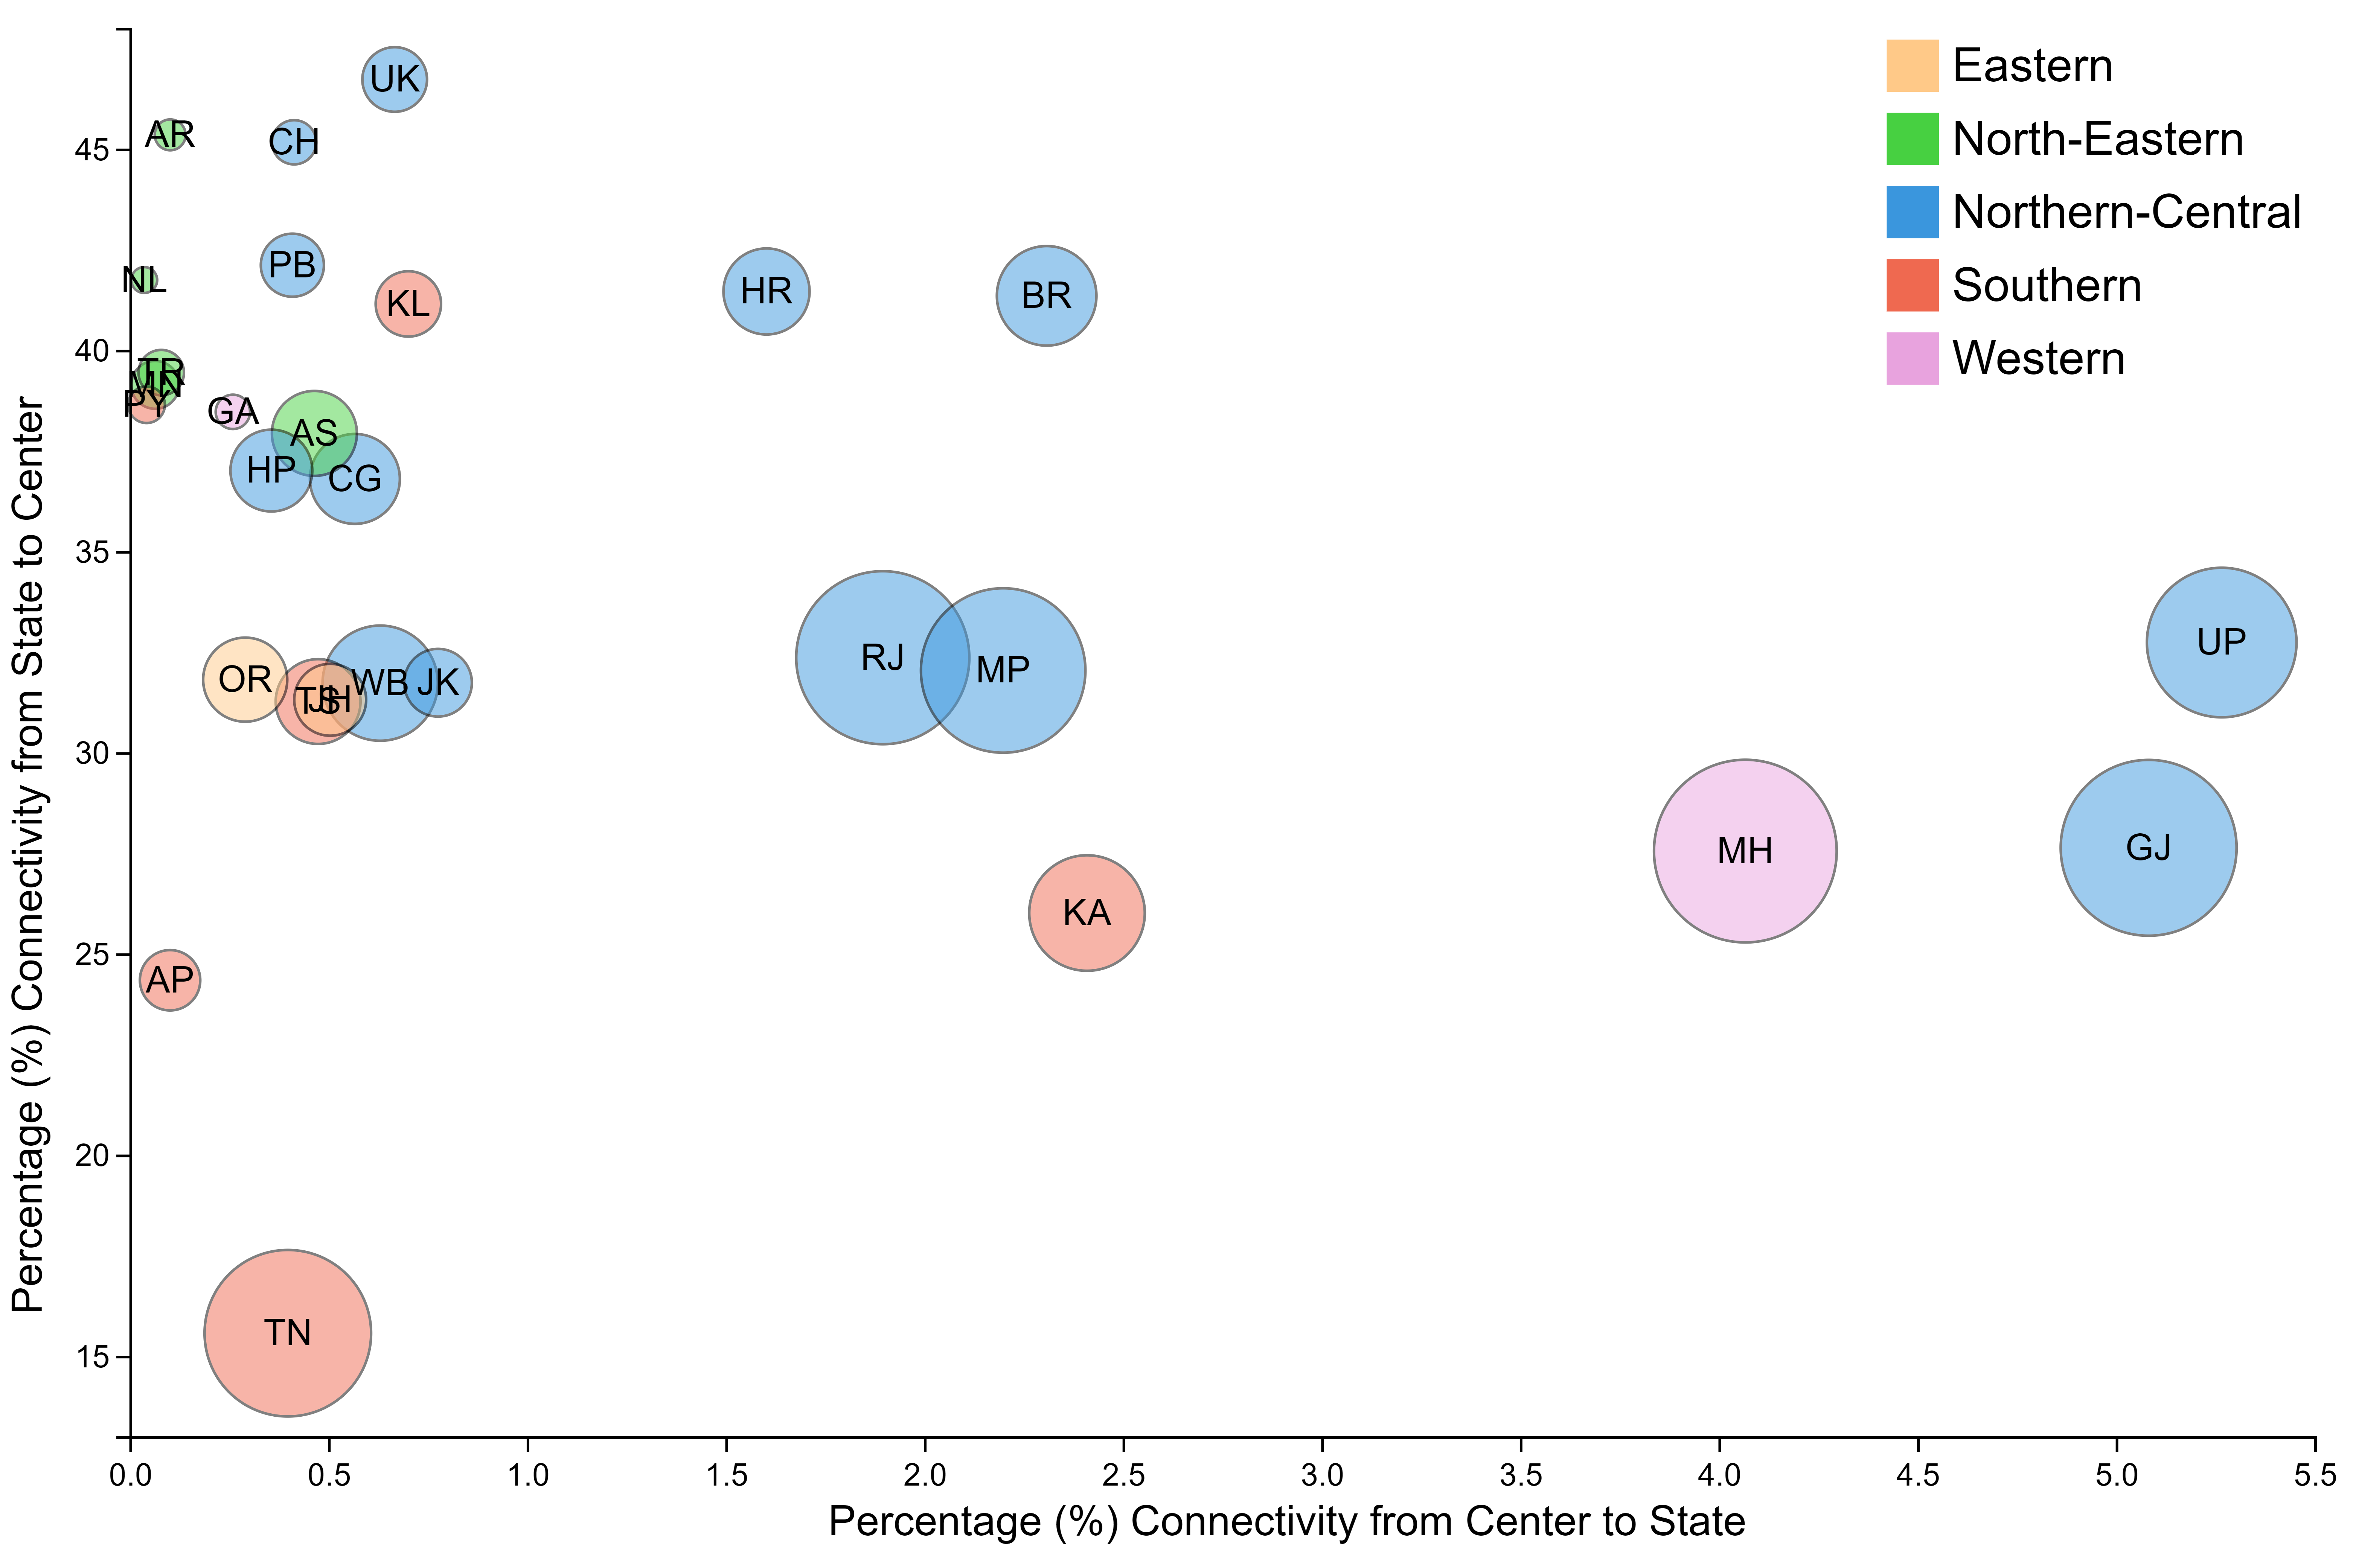 Eastern
North-Eastern
Northern-Central
Southern
Western
Percentage (%) Connectivity from State to Center
45
40
35
30
25
20
15
UK
AR
CH
PB
NL
KL
HR
BR
TR
PY
GA
AS
HP
CG
OR
TS
JH
WB
JK
RJ
MP
UP
MH
GJ
KA
AP
TN
0.0 0.5 1.0 1.5 2.0 2.5 3.0 3.5 4.0 4.5 5.0 5.5
Percentage (%) Connectivity from Center to State